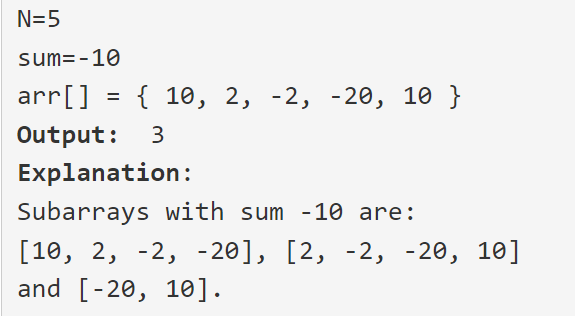 N=5
sum=-10
arr[] = { 10, 2, -2, -20, 10 }
Output:  3
Explanation:
Subarrays with sum -10 are:
[10, 2, -2, -20], [2, -2, -20, 10]
and [-20, 10].